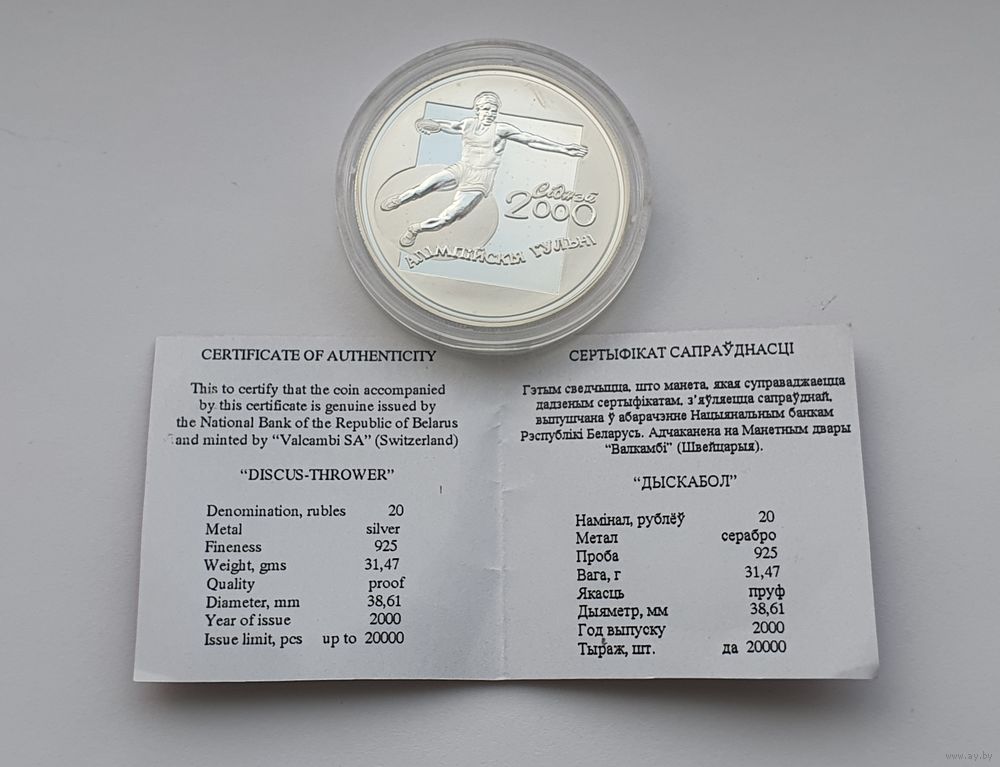 Сіднэй
2000
АЛІМПІЙСКІЯ ГУЛЬНІ
CERTIFICATE OF AUTHENTICITY
This to certify that the coin accompanied
by this certificate is genuine issued by
the National Bank of the Republic of Belarus
and minted by “Valcambi SA” (Switzerland)
“DISCUS-THROWER”
Denomination, rubles 20
Metal silver
Fineness 925
Weight, gms 31,47
Quality proof
Diameter, mm 38,61
Year of issue 2000
Issue limit, pcs up to 20000
СЕРТЫФІКАТ САПРАЎДНАСЦІ
Гэтым сведчыцца, што манета, якая суправаджаецца
дадзеным сертыфікатам, з’яўляецца сапраўднай,
выпушчана ў абарачэнне Нацыянальным банкам
Рэспублікі Беларусь. Адчаканена на Манетным двары
“Валкамбі” (Швейцарыя).
“ДЫСКАБОЛ”
Намінал, рублёў 20
Метал серабро
Проба 925
Вага, г 31,47
Якасць пруф
Дыяметр, мм 38,61
Год выпуску 2000
Тыраж, шт. да 20000
www.ay.by